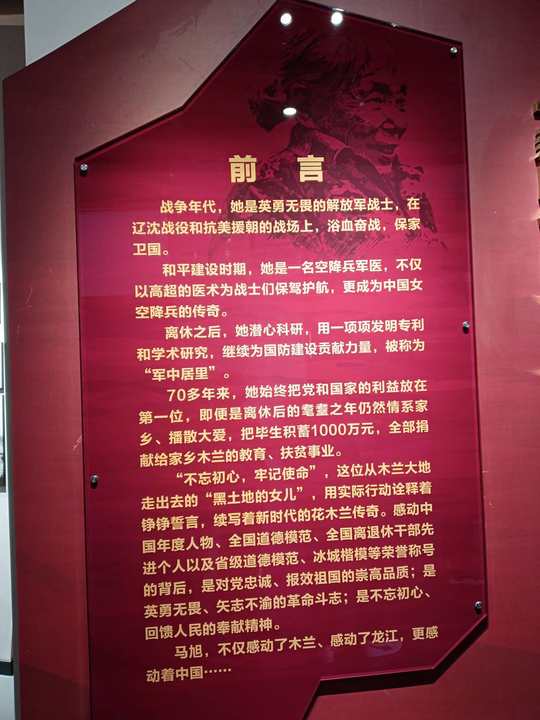 前 言
战争年代，她是英勇无畏的解放军战士，在
辽沈战役和抗美援朝的战场上，浴血奋战，保家
卫国。
和平建设时期，她是一名空降兵军医，不仅
以高超的医术为战士们保驾护航，更成为中国女
空降兵的传奇。
离休之后，她潜心科研，用一项项发明专利
和学术研究，继续为国防建设贡献力量，被称为
“军中居里”。
70多年来，她始终把党和国家的利益放在
第一位，即便是离休后的耄耋之年仍然情系家
乡、播散大爱，把毕生积蓄1000万元，全部捐
献给家乡木兰的教育、扶贫事业。
“不忘初心，牢记使命”，这位从木兰大地
走出去的“黑土地的女儿”，用实际行动诠释着
铮铮誓言，续写着新时代的花木兰传奇。感动中
国年度人物、全国道德模范、全国离退休干部先
进个人以及省级道德模范、冰城楷模等荣誉称号
的背后，是对党忠诚、报效祖国的崇高品质；是
英勇无畏、矢志不渝的革命斗志；是不忘初心、
回馈人民的奉献精神。
马旭，不仅感动了木兰、感动了龙江，更感
动着中国……